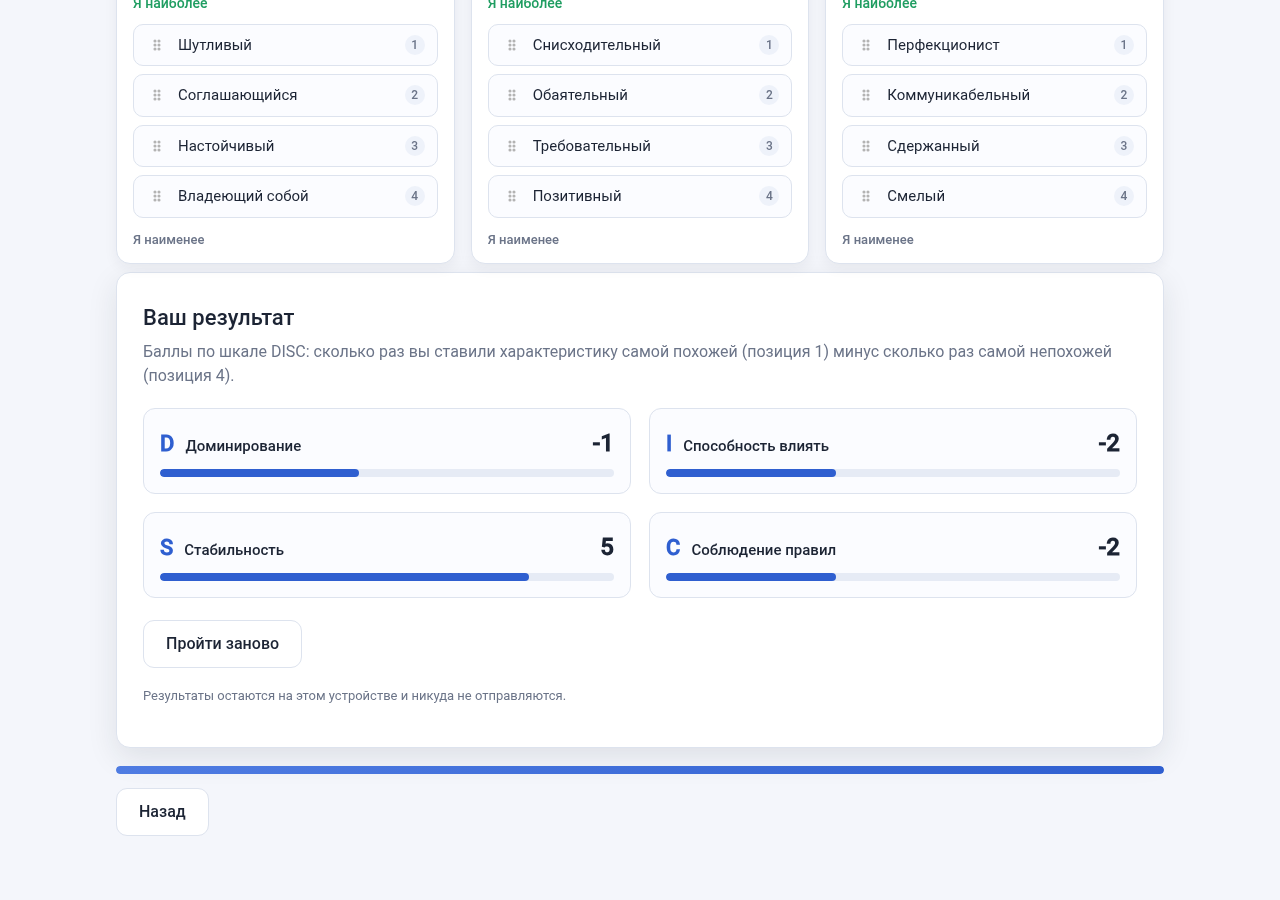 Я наиболее
Шутливый 1
Соглашающийся 2
Настойчивый 3
Владеющий собой 4
Я наименее
Я наиболее
Снисходительный 1
Обаятельный 2
Требовательный 3
Позитивный 4
Я наименее
Я наиболее
Перфекционист 1
Коммуникабельный 2
Сдержанный 3
Смелый 4
Я наименее
Ваш результат
Баллы по шкале DISC: сколько раз вы ставили характеристику самой похожей (позиция 1) минус сколько раз самой непохожей
(позиция 4).
D Доминирование -1
I Способность влиять -2
S Стабильность 5
C Соблюдение правил -2
Пройти заново
Результаты остаются на этом устройстве и никуда не отправляются.
Назад